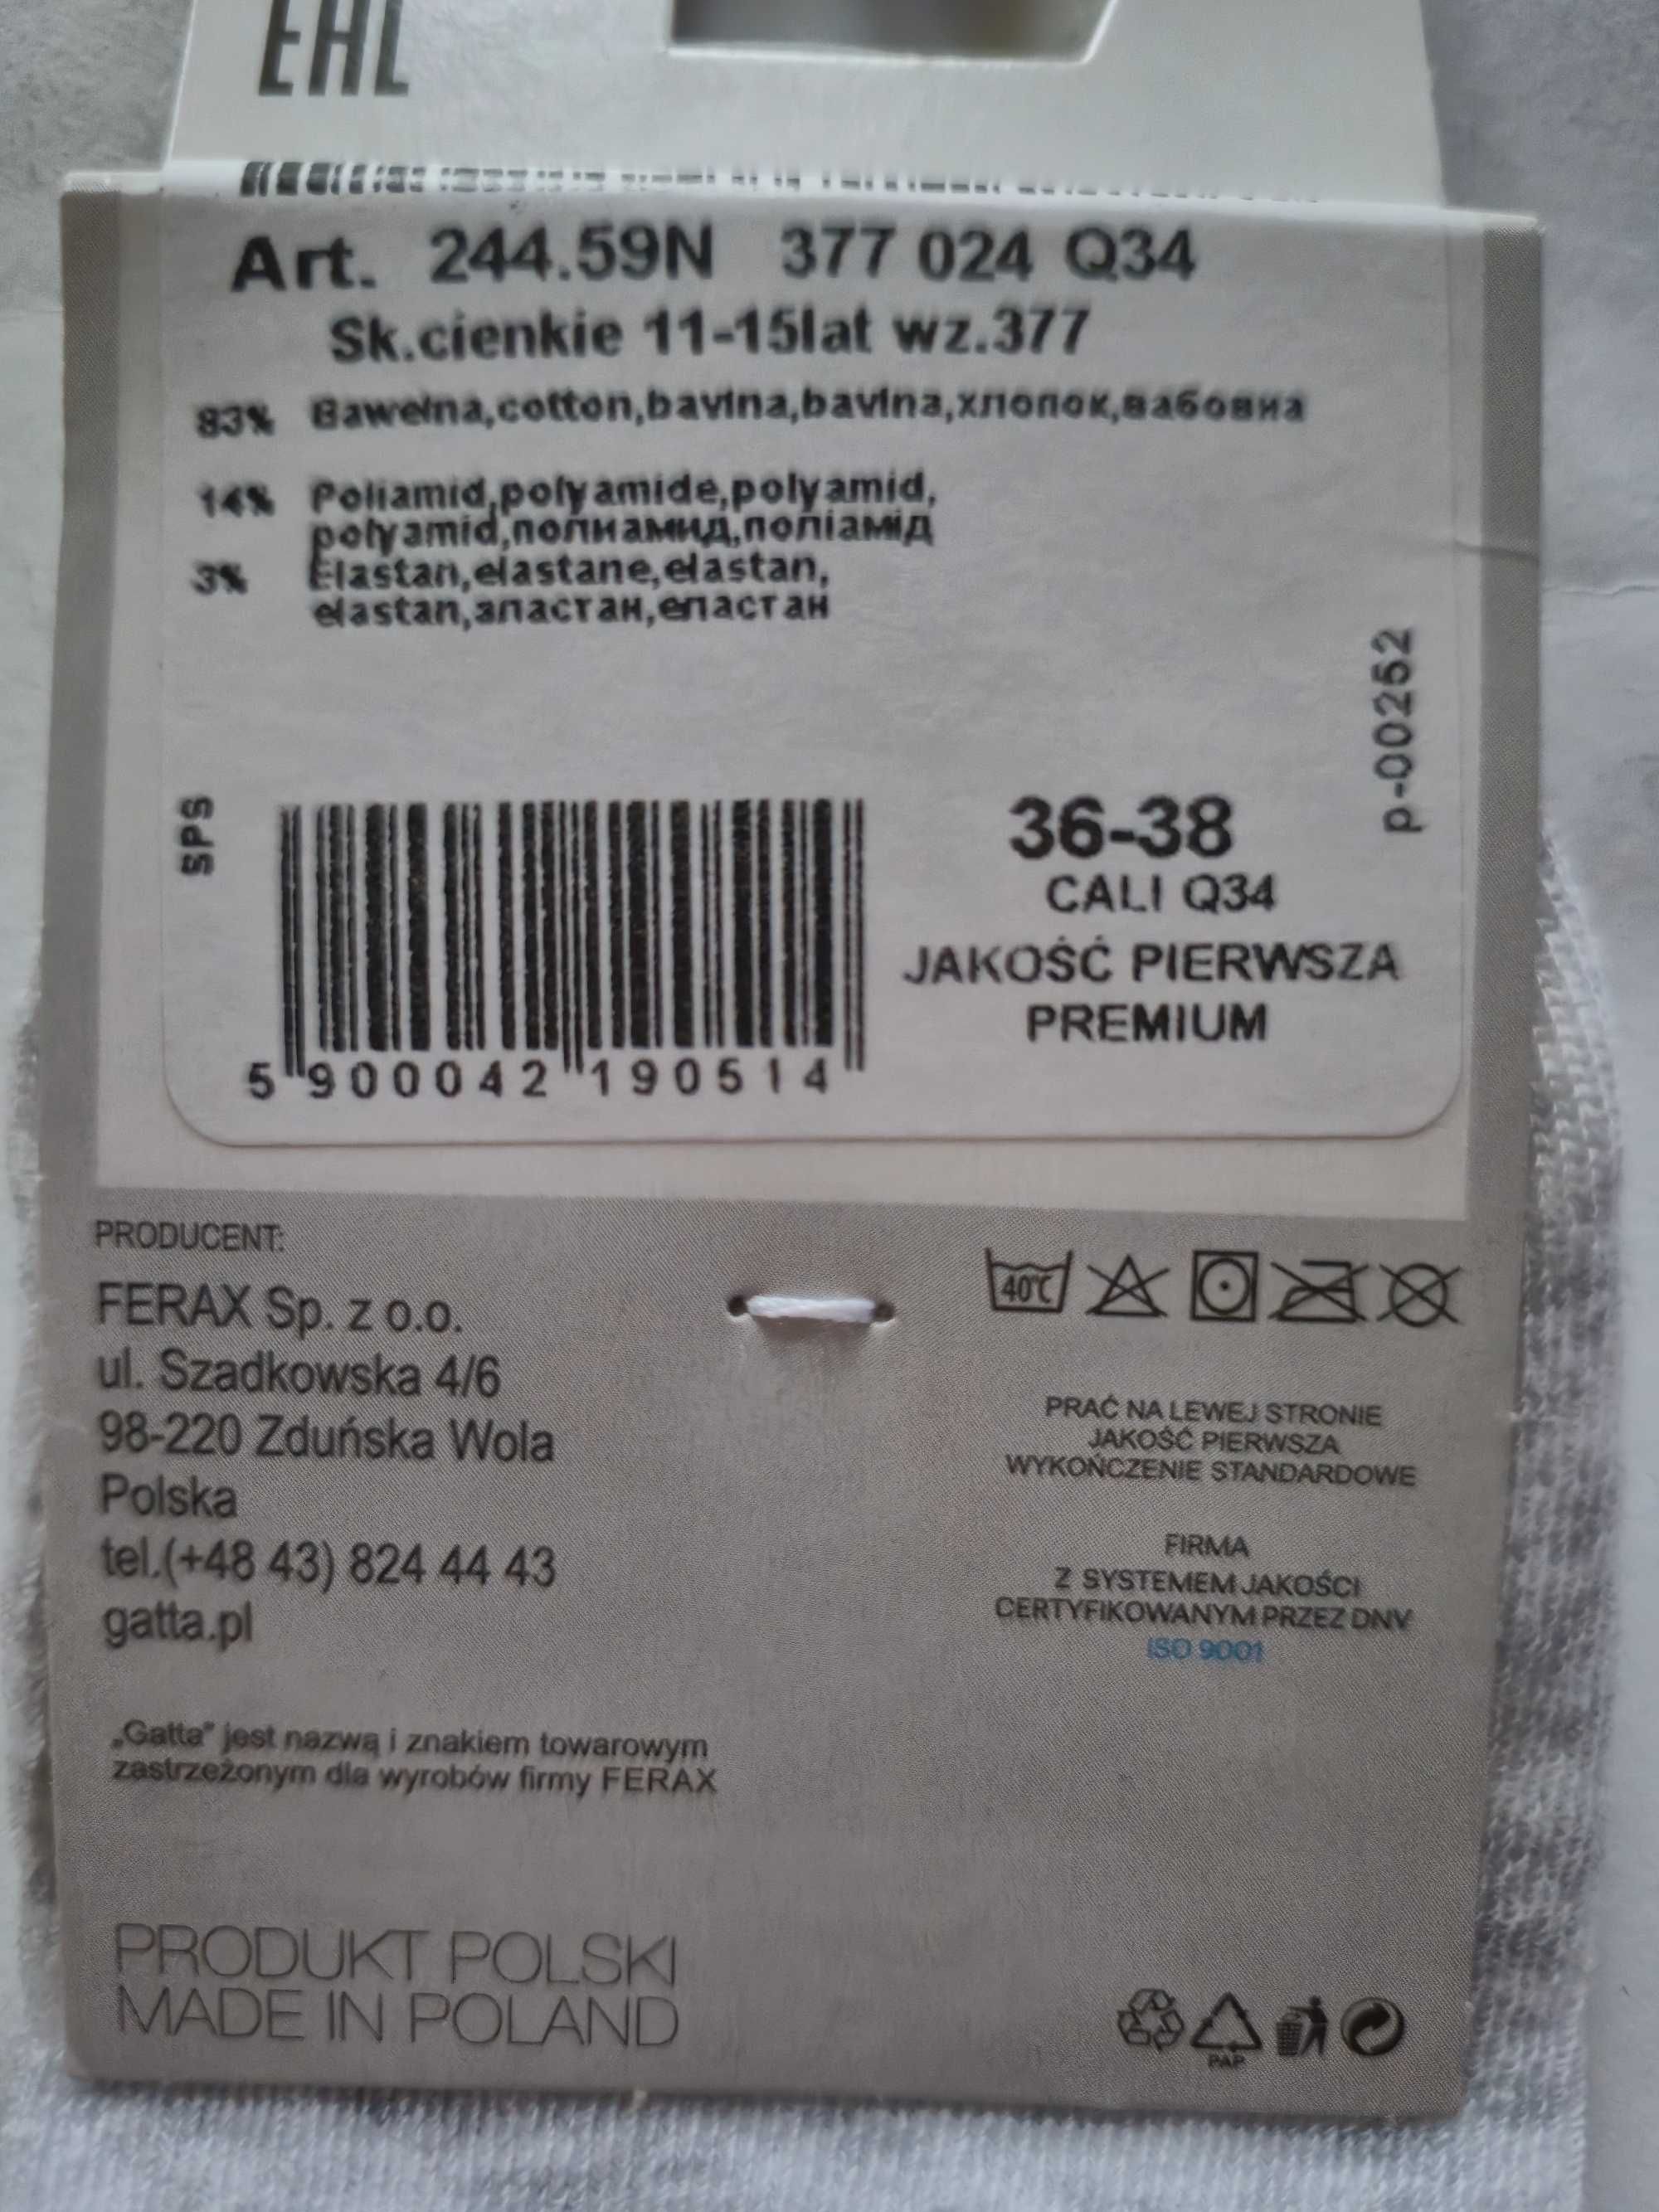 EAC
Art. 244.59N 377 024 Q34
Sk.cienkie 11-15lat wz.377
83% Bawełna,cotton,bavlna,bavlna,хлопок,бавовна
14% Poliamid,polyamide,polyamid,
polyamid,полиамид,поліамід
3% Elastan,elastane,elastan,
elastan,эластан,еластан
p-00252
SPS
36-38
CALI Q34
JAKOŚĆ PIERWSZA
PREMIUM
5 900042 190514
PRODUCENT:
FERAX Sp. z o.o.
ul. Szadkowska 4/6
98-220 Zduńska Wola
Polska
tel.(+48 43) 824 44 43
gatta.pl
40°C
PRAĆ NA LEWEJ STRONIE
JAKOŚĆ PIERWSZA
WYKOŃCZENIE STANDARDOWE
FIRMA
Z SYSTEMEM JAKOŚCI
CERTYFIKOWANYM PRZEZ DNV
ISO 9001
„Gatta" jest nazwą i znakiem towarowym
zastrzeżonym dla wyrobów firmy FERAX
PRODUKT POLSKI
MADE IN POLAND
PAP